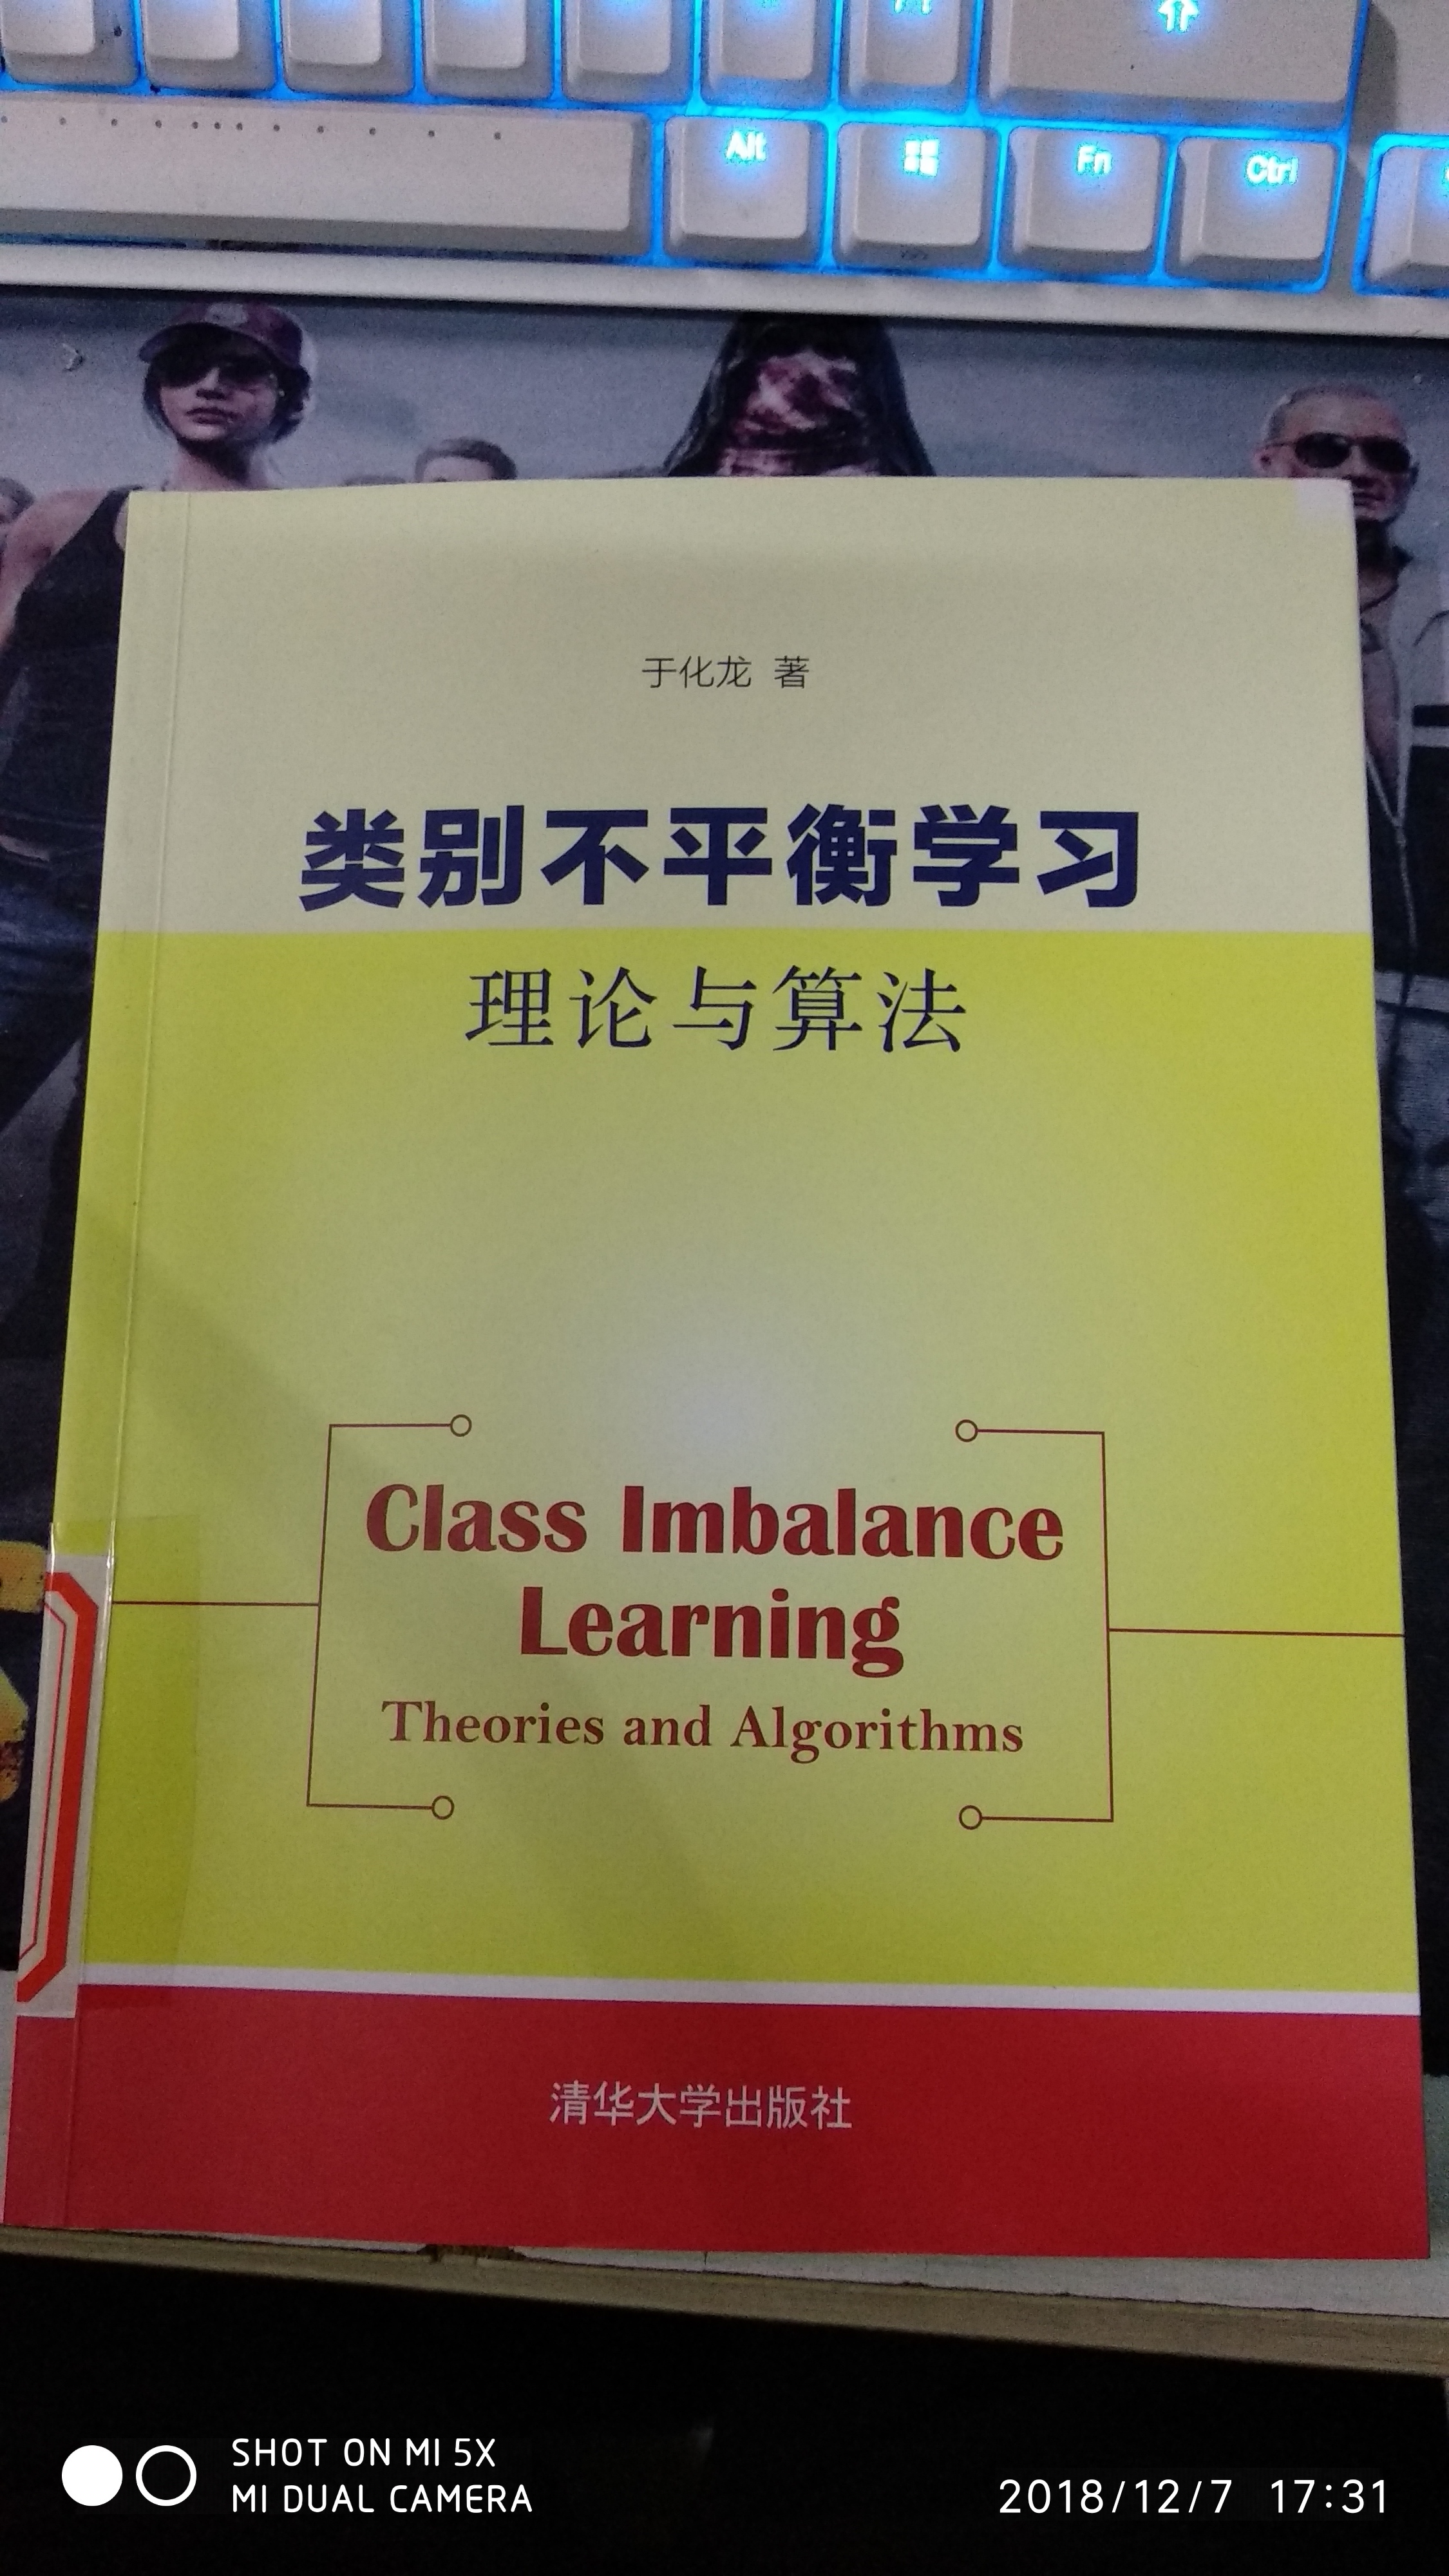 Alt
Fn
Ctrl
于化龙 著
类别不平衡学习
理论与算法
Class Imbalance
Learning
Theories and Algorithms
清华大学出版社
SHOT ON MI 5X
MI DUAL CAMERA
2018/12/7 17:31